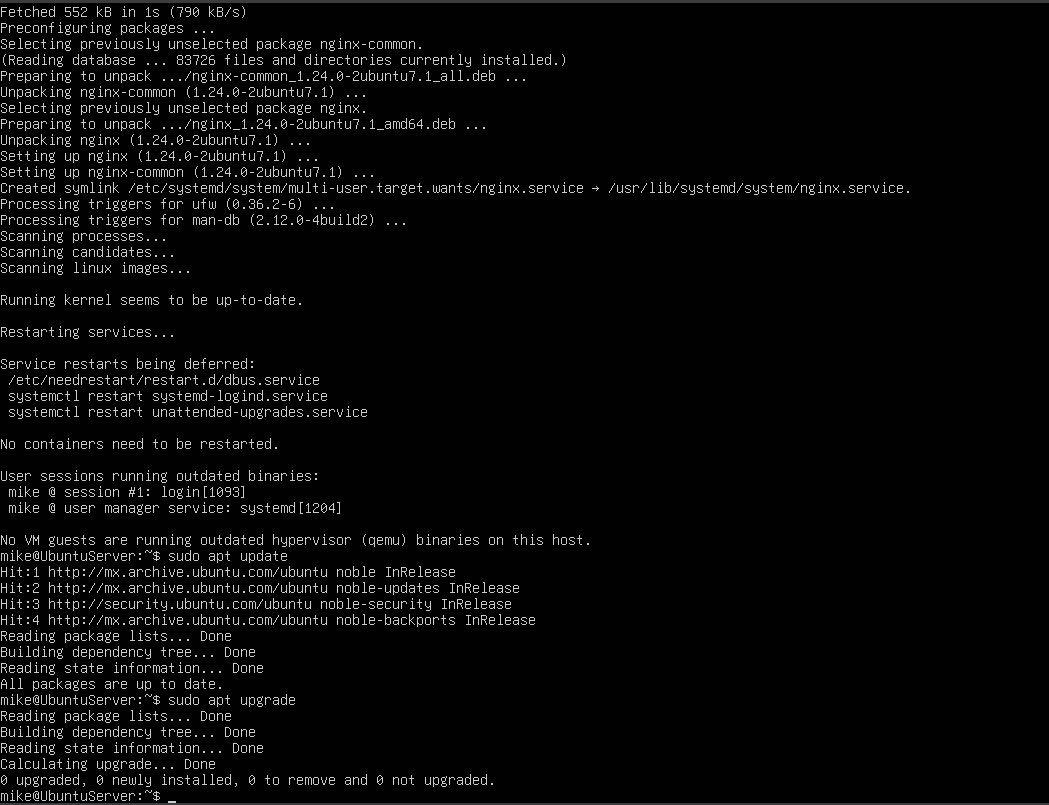 Fetched 552 kB in 1s (790 kB/s)
Preconfiguring packages ...
Selecting previously unselected package nginx-common.
(Reading database ... 83726 files and directories currently installed.)
Preparing to unpack .../nginx-common_1.24.0-2ubuntu7.1_all.deb ...
Unpacking nginx-common (1.24.0-2ubuntu7.1) ...
Selecting previously unselected package nginx.
Preparing to unpack .../nginx_1.24.0-2ubuntu7.1_amd64.deb ...
Unpacking nginx (1.24.0-2ubuntu7.1) ...
Setting up nginx (1.24.0-2ubuntu7.1) ...
Setting up nginx-common (1.24.0-2ubuntu7.1) ...
Created symlink /etc/systemd/system/multi-user.target.wants/nginx.service → /usr/lib/systemd/system/nginx.service.
Processing triggers for ufw (0.36.2-6) ...
Processing triggers for man-db (2.12.0-4build2) ...
Scanning processes...
Scanning candidates...
Scanning linux images...

Running kernel seems to be up-to-date.

Restarting services...

Service restarts being deferred:
 /etc/needrestart/restart.d/dbus.service
 systemctl restart systemd-logind.service
 systemctl restart unattended-upgrades.service

No containers need to be restarted.

User sessions running outdated binaries:
 mike @ session #1: login[1093]
 mike @ user manager service: systemd[1204]

No VM guests are running outdated hypervisor (qemu) binaries on this host.
mike@UbuntuServer:~$ sudo apt update
Hit:1 http://mx.archive.ubuntu.com/ubuntu noble InRelease
Hit:2 http://mx.archive.ubuntu.com/ubuntu noble-updates InRelease
Hit:3 http://security.ubuntu.com/ubuntu noble-security InRelease
Hit:4 http://mx.archive.ubuntu.com/ubuntu noble-backports InRelease
Reading package lists... Done
Building dependency tree... Done
Reading state information... Done
All packages are up to date.
mike@UbuntuServer:~$ sudo apt upgrade
Reading package lists... Done
Building dependency tree... Done
Reading state information... Done
Calculating upgrade... Done
0 upgraded, 0 newly installed, 0 to remove and 0 not upgraded.
mike@UbuntuServer:~$ _